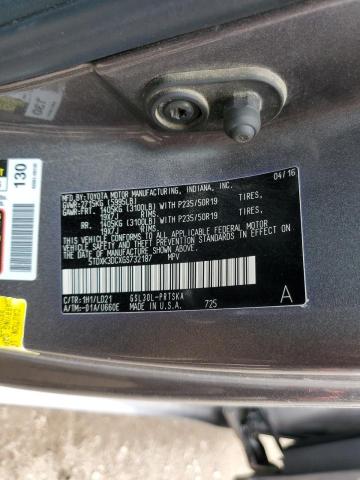 04/16
MFD.BY:TOYOTA MOTOR MANUFACTURING, INDIANA, INC.
GVWR:2715KG (5995LB)
GAWR:FRT. 1405KG (3100LB) WITH P235/50R19 TIRES,
19X7J RIMS,
RR. 1405KG (3100LB) WITH P235/50R19 TIRES,
19X7J RIMS,
THIS VEHICLE CONFORMS TO ALL APPLICABLE FEDERAL MOTOR
VEHICLE SAFETY, AND THEFT PREVENTION STANDARDS IN EFFECT ON
THE DATE OF MANUFACTURE SHOWN ABOVE.
5TDXK3DCXGS732187 MPV
C/TR:1H1/LD21 GSL30L-PRTSKA
A/TM:-01A/U660E MADE IN U.S.A. 725
A
130